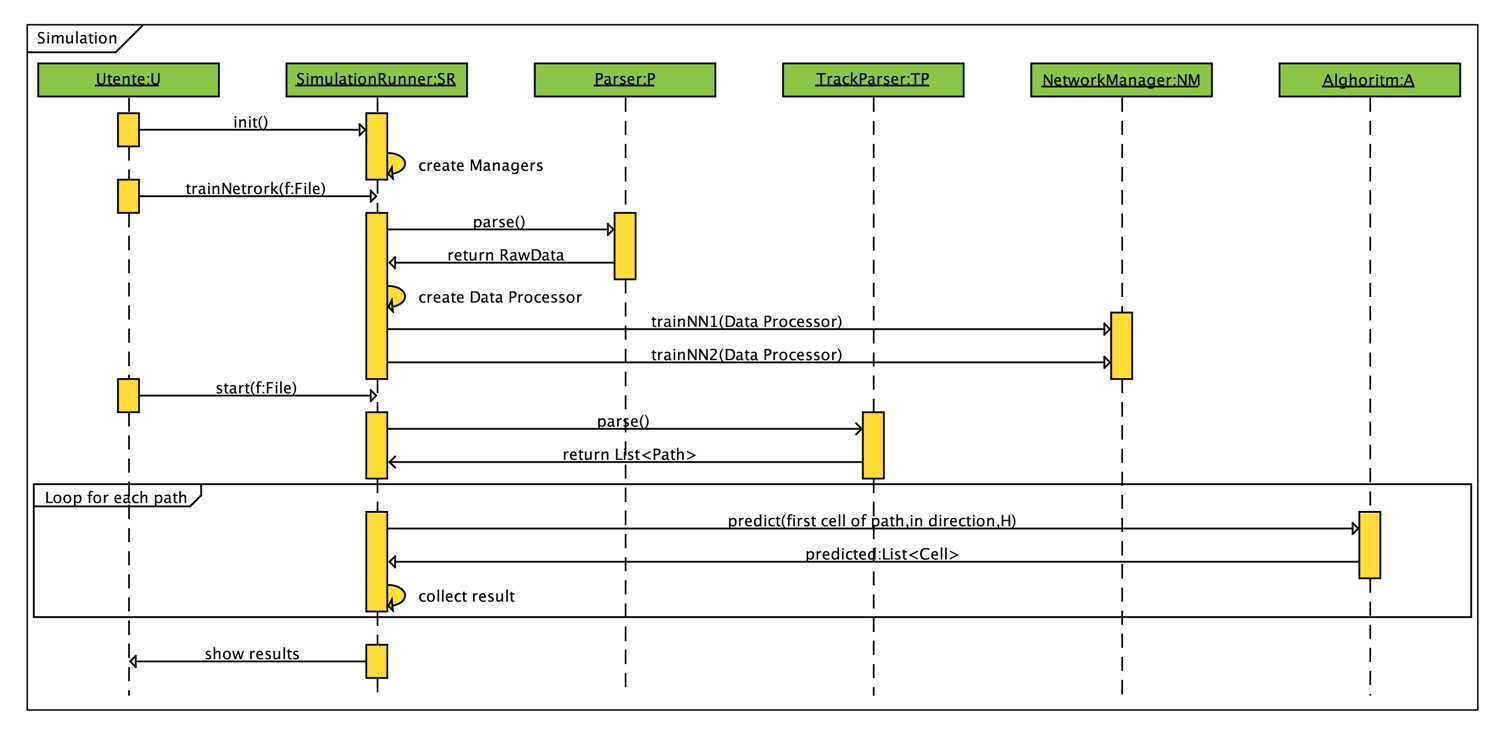 Simulation
Utente:U
SimulationRunner:SR
Parser:P
TrackParser:TP
NetworkManager:NM
Alghoritm:A
init()
create Managers
trainNetrork(f:File)
parse()
return RawData
create Data Processor
trainNN1(Data Processor)
trainNN2(Data Processor)
start(f:File)
parse()
return List<Path>
Loop for each path
predict(first cell of path,in direction,H)
predicted:List<Cell>
collect result
show results